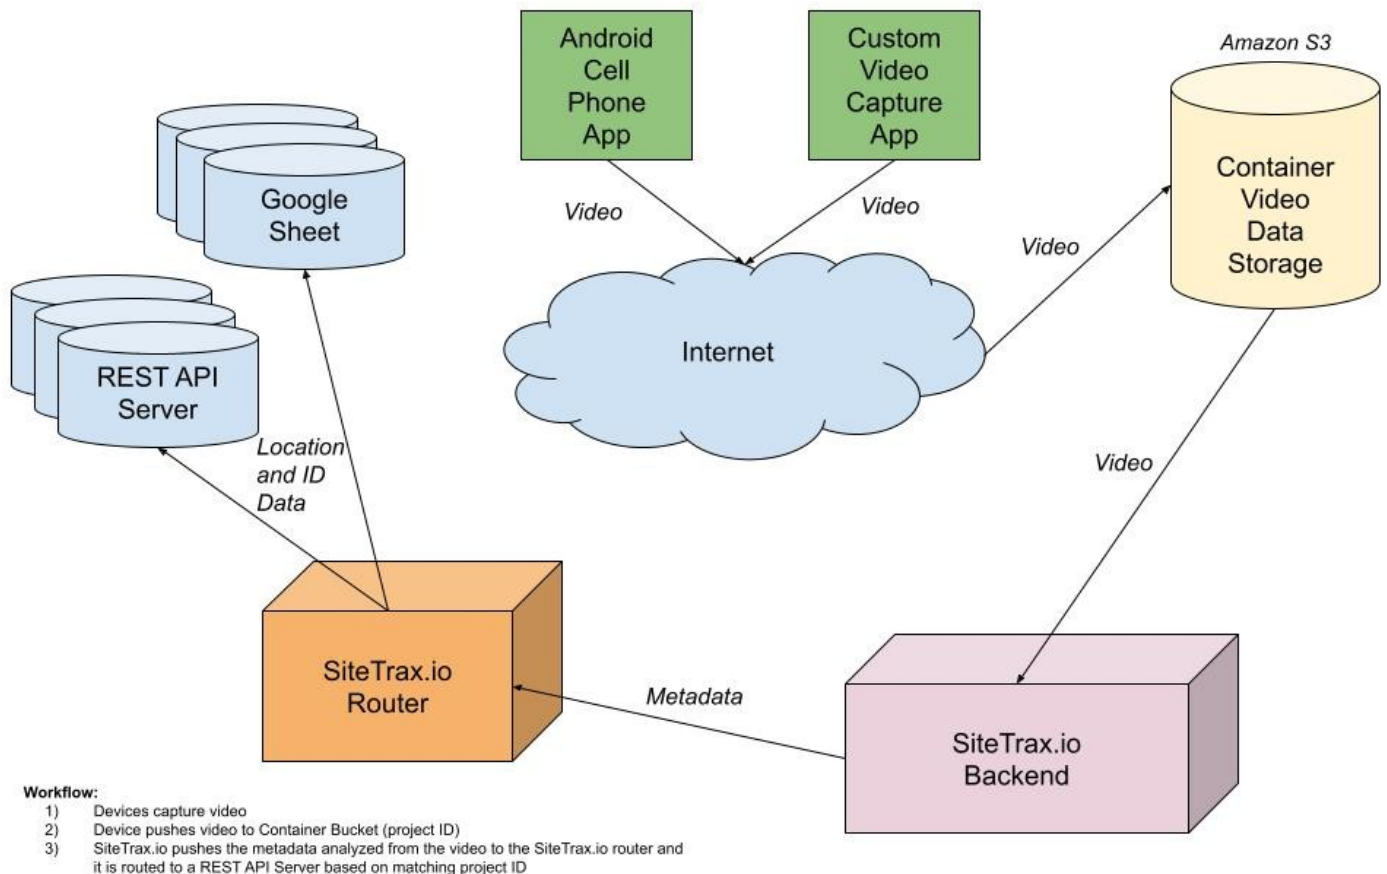 Android
Cell
Phone
App
Custom
Video
Capture
App
Amazon S3
Container
Video
Data
Storage
Google
Sheet
Video
Video
Video
Internet
REST API
Server
Location
and ID
Data
Video
SiteTrax.io
Router
Metadata
SiteTrax.io
Backend
Workflow:
1) Devices capture video
2) Device pushes video to Container Bucket (project ID)
3) SiteTrax.io pushes the metadata analyzed from the video to the SiteTrax.io router and
it is routed to a REST API Server based on matching project ID